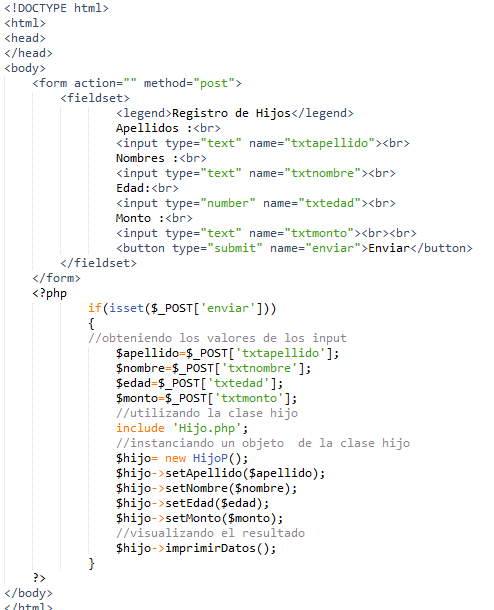 <!DOCTYPE html>
<html>
<head>
</head>
<body>
    <form action="" method="post">
        <fieldset>
                <legend>Registro de Hijos</legend>
                Apellidos :<br>
                <input type="text" name="txtapellido"><br>
                Nombres :<br>
                <input type="text" name="txtnombre"><br>
                Edad:<br>
                <input type="number" name="txtedad"><br>
                Monto :<br>
                <input type="text" name="txtmonto"><br><br>
                <button type="submit" name="enviar">Enviar</button>
        </fieldset>
    </form>
    <?php
            if(isset($_POST['enviar']))
            {
            //obteniendo los valores de los input
                $apellido=$_POST['txtapellido'];
                $nombre=$_POST['txtnombre'];
                $edad=$_POST['txtedad'];
                $monto=$_POST['txtmonto'];
                //utilizando la clase hijo
                include 'Hijo.php';
                //instanciando un objeto  de la clase hijo
                $hijo= new HijoP();
                $hijo->setApellido($apellido);
                $hijo->setNombre($nombre);
                $hijo->setEdad($edad);
                $hijo->setMonto($monto);
                //visualizando el resultado
                $hijo->imprimirDatos();
            }
    ?>
</body>
</html>